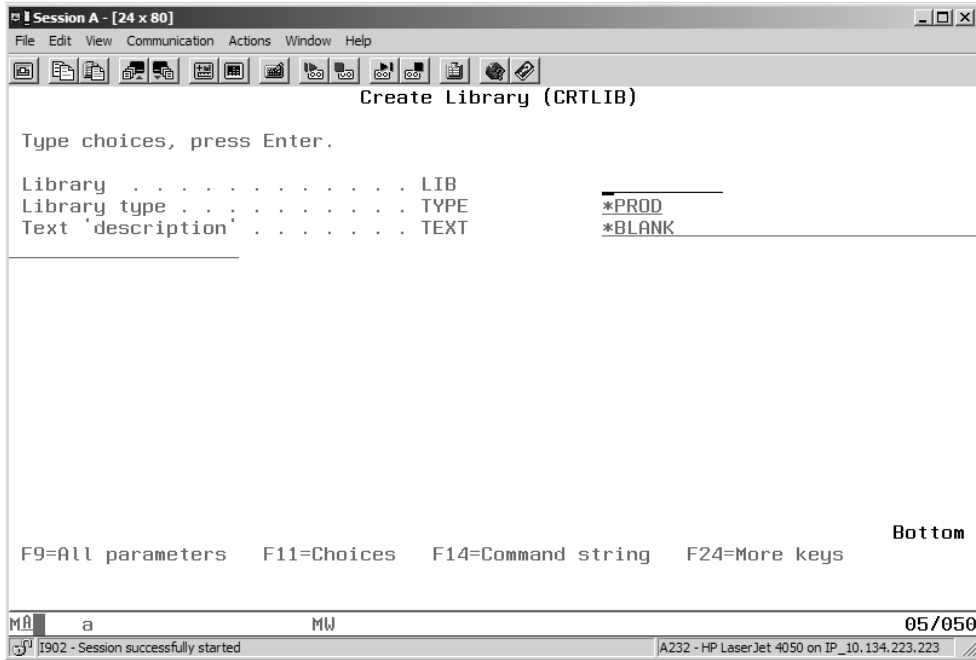 Session A - [24 x 80]
File Edit View Communication Actions Window Help
Create Library (CRTLIB)
Type choices, press Enter.
Library . . . . . . . . . . . . LIB
Library type . . . . . . . . . . TYPE *PROD
Text 'description' . . . . . . . TEXT *BLANK
Bottom
F9=All parameters F11=Choices F14=Command string F24=More keys
MA a MW 05/050
I902 - Session successfully started A232 - HP LaserJet 4050 on IP_10.134.223.223